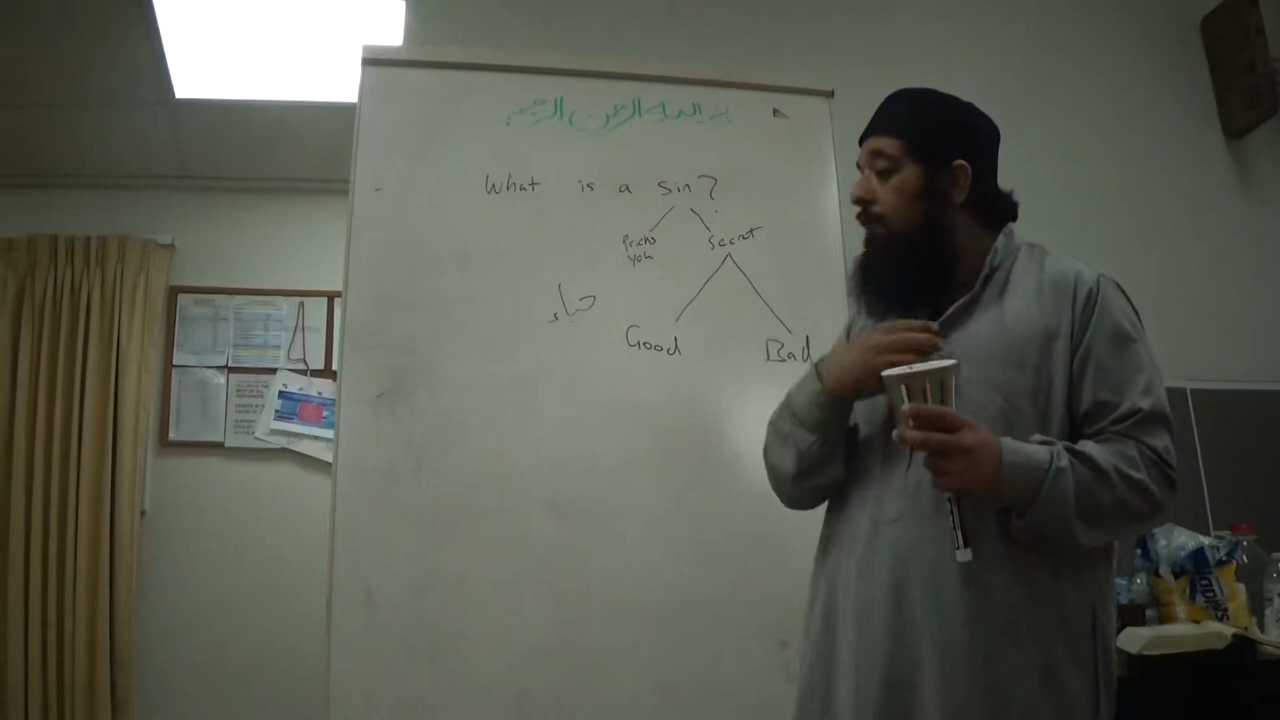 بسم الله الرحمن الرحيم
What is a Sin?
Pricks Secret
you
حياء
Good Bad